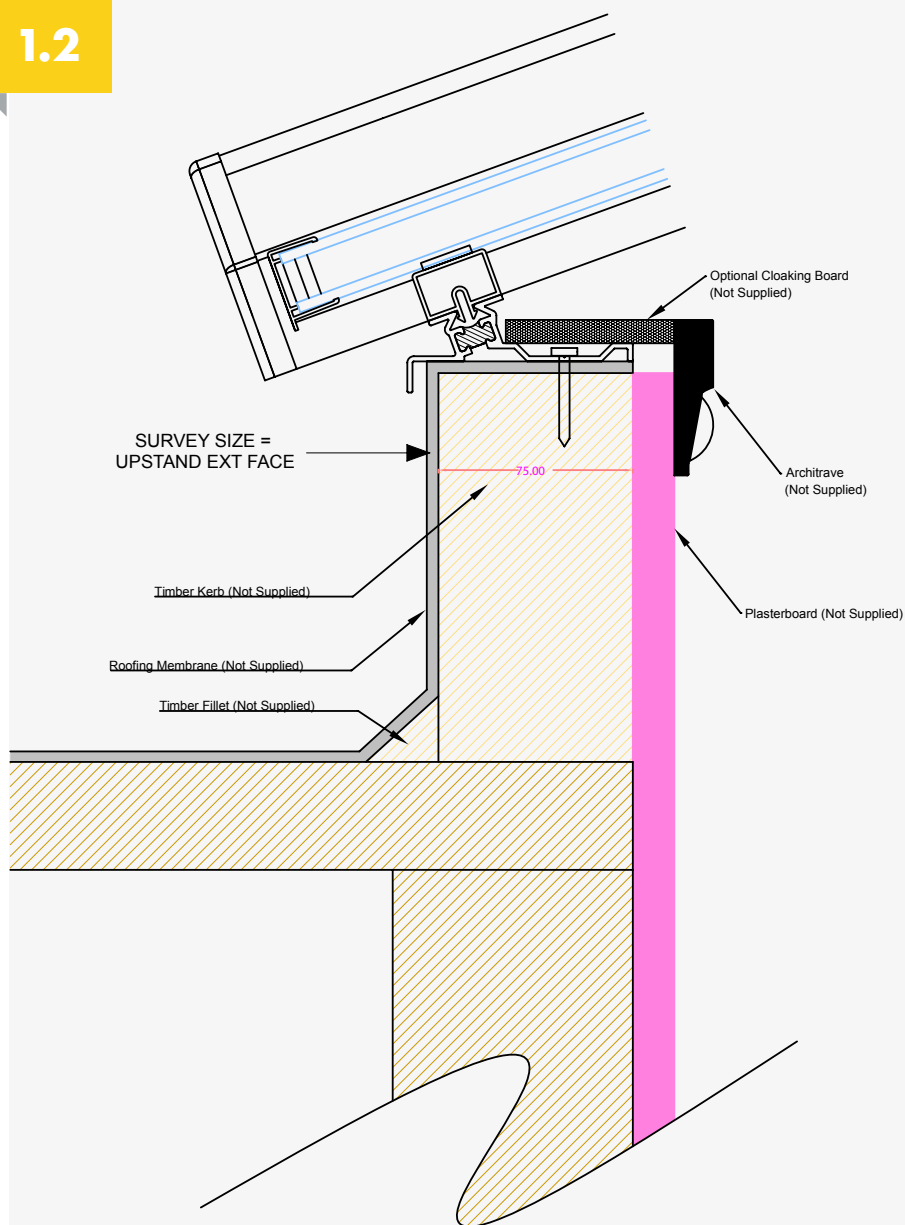 1.2
Optional Cloaking Board
(Not Supplied)
SURVEY SIZE =
UPSTAND EXT FACE
75.00
Architrave
(Not Supplied)
Timber Kerb (Not Supplied)
Plasterboard (Not Supplied)
Roofing Membrane (Not Supplied)
Timber Fillet (Not Supplied)